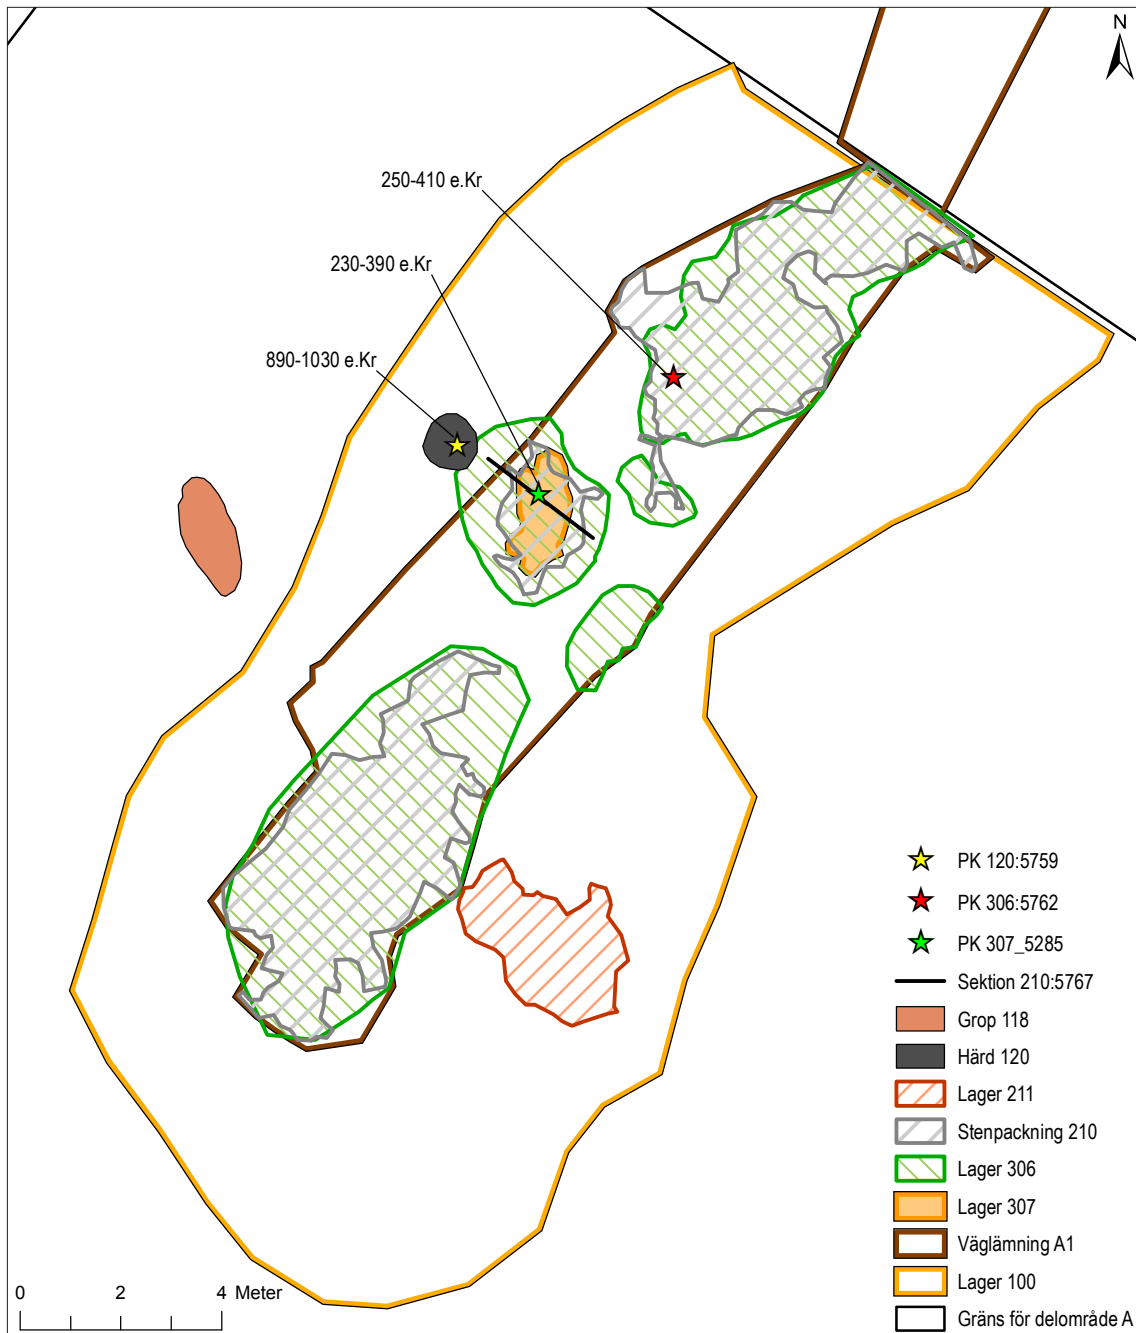 N
250-410 e.Kr
230-390 e.Kr
890-1030 e.Kr
PK 120:5759
PK 306:5762
PK 307_5285
Sektion 210:5767
Grop 118
Härd 120
Lager 211
Stenpackning 210
Lager 306
Lager 307
Väglämning A1
Lager 100
Gräns för delområde A
0 2 4 Meter